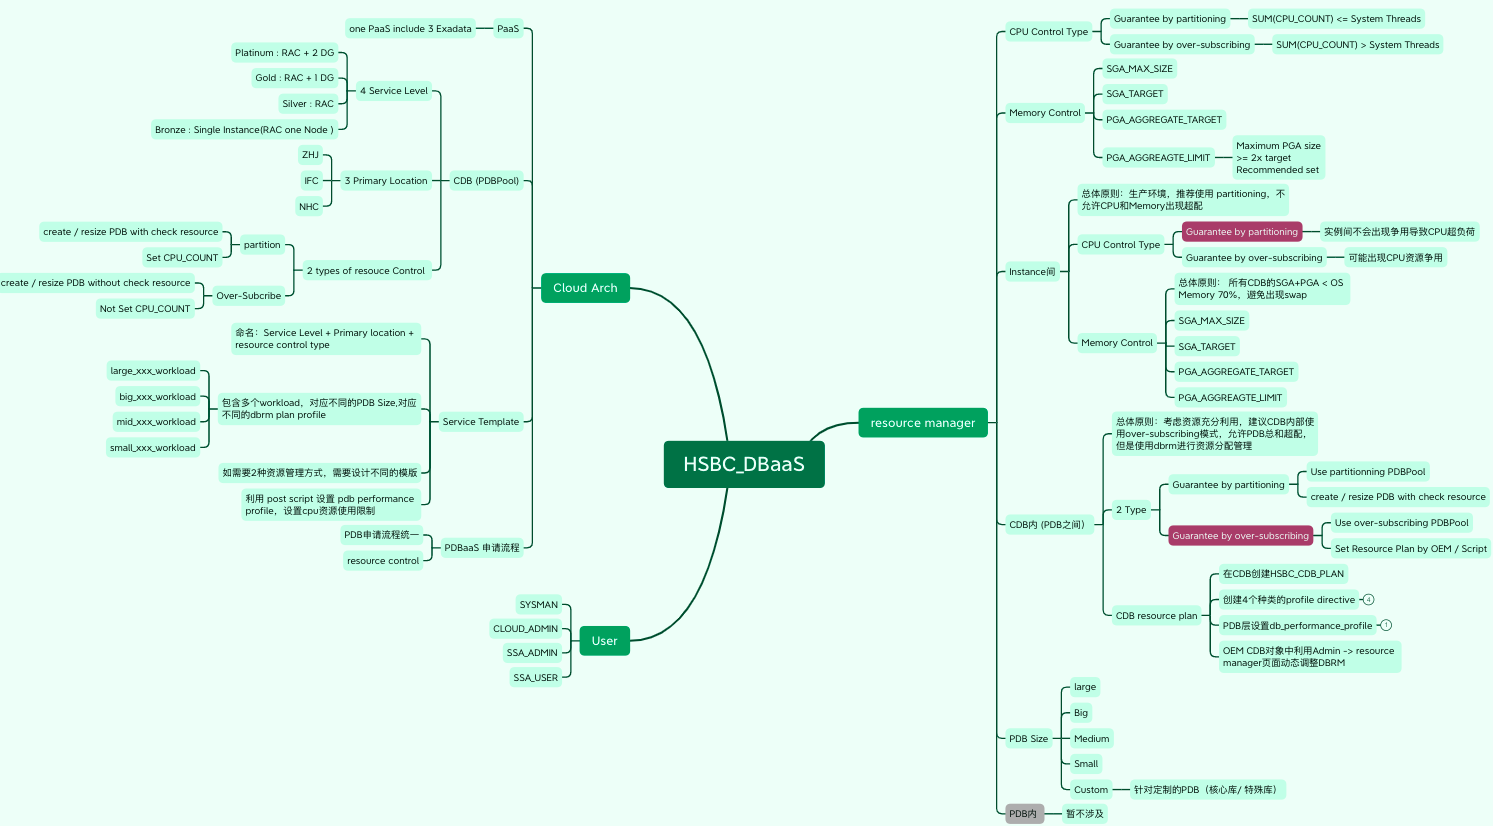 HSBC_DBaaS
Cloud Arch
PaaS
one PaaS include 3 Exadata
CDB (PDBPool)
4 Service Level
Platinum : RAC + 2 DG
Gold : RAC + 1 DG
Silver : RAC
Bronze : Single Instance(RAC one Node )
3 Primary Location
ZHJ
IFC
NHC
2 types of resouce Control
partition
create / resize PDB with check resource
Set CPU_COUNT
Over-Subcribe
create / resize PDB without check resource
Not Set CPU_COUNT
Service Template
命名：Service Level + Primary location +
resource control type
包含多个workload，对应不同的PDB Size,对应
不同的dbrm plan profile
large_xxx_workload
big_xxx_workload
mid_xxx_workload
small_xxx_workload
如需要2种资源管理方式，需要设计不同的模版
利用 post script 设置 pdb performance
profile，设置cpu资源使用限制
PDBaaS 申请流程
PDB申请流程统一
resource control
User
SYSMAN
CLOUD_ADMIN
SSA_ADMIN
SSA_USER
resource manager
CPU Control Type
Guarantee by partitioning
SUM(CPU_COUNT) <= System Threads
Guarantee by over-subscribing
SUM(CPU_COUNT) > System Threads
Memory Control
SGA_MAX_SIZE
SGA_TARGET
PGA_AGGREGATE_TARGET
PGA_AGGREAGTE_LIMIT
Maximum PGA size
>= 2x target
Recommended set
Instance间
总体原则：生产环境，推荐使用 partitioning，不
允许CPU和Memory出现超配
CPU Control Type
Guarantee by partitioning
实例间不会出现争用导致CPU超负荷
Guarantee by over-subscribing
可能出现CPU资源争用
Memory Control
总体原则： 所有CDB的SGA+PGA < OS
Memory 70%，避免出现swap
SGA_MAX_SIZE
SGA_TARGET
PGA_AGGREGATE_TARGET
PGA_AGGREAGTE_LIMIT
CDB内 (PDB之间）
总体原则：考虑资源充分利用，建议CDB内部使
用over-subscribing模式，允许PDB总和超配，
但是使用dbrm进行资源分配管理
2 Type
Guarantee by partitioning
Use partitionning PDBPool
create / resize PDB with check resource
Guarantee by over-subscribing
Use over-subscribing PDBPool
Set Resource Plan by OEM / Script
CDB resource plan
在CDB创建HSBC_CDB_PLAN
创建4个种类的profile directive
4
PDB层设置db_performance_profile
1
OEM CDB对象中利用Admin -> resource
manager页面动态调整DBRM
PDB Size
large
Big
Medium
Small
Custom
针对定制的PDB（核心库/ 特殊库）
PDB内
暂不涉及